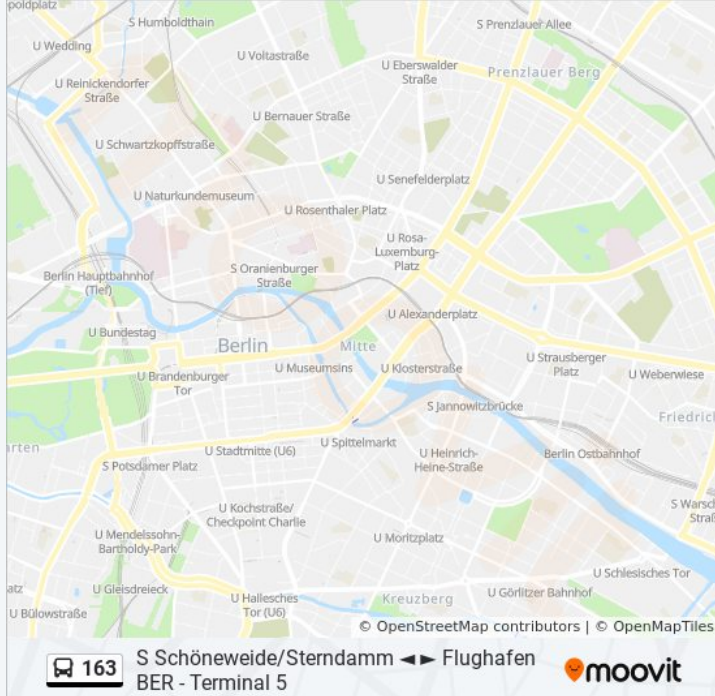 poldplatz
S Humboldthain
S Prenzlauer Allee
U Wedding
U Voltastraße
U Eberswalder
Straße
Prenzlauer Berg
U Reinickendorfer
Straße
U Bernauer Straße
U Schwartzkopffstraße
U Senefelderplatz
U Naturkundemuseum
U Rosenthaler Platz
U Rosa-
Luxemburg-
Platz
Berlin Hauptbahnhof
(Tief)
S Oranienburger
Straße
U Alexanderplatz
U Bundestag
Berlin
Mitte
U Strausberger
Platz
U Brandenburger
Tor
U Museumsins
U Klosterstraße
U Weberwiese
S Jannowitzbrücke
Friedric
arten
U Stadtmitte (U6)
U Spittelmarkt
U Heinrich-
Heine-Straße
Berlin Ostbahnhof
S Potsdamer Platz
S Warsc
Straß
U Kochstraße/
Checkpoint Charlie
U Mendelssohn-
Bartholdy-Park
U Moritzplatz
U Schlesisches Tor
atz
U Gleisdreieck
U Hallesches
Tor (U6)
Kreuzberg
U Görlitzer Bahnhof
U Bülowstraße
© OpenStreetMap contributors | © OpenMapTiles
163
S Schöneweide/Sterndamm ◄ ► Flughafen
BER - Terminal 5
moovit